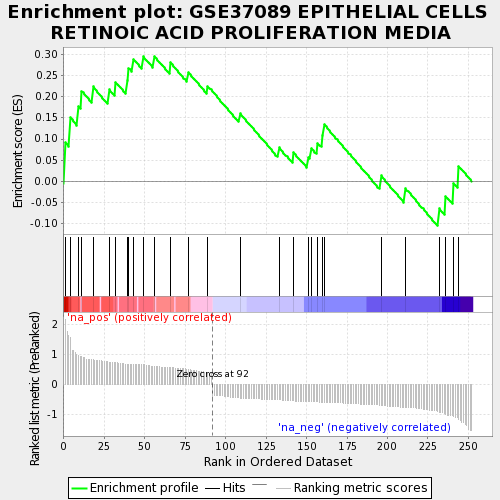 Enrichment plot: GSE37089 EPITHELIAL CELLS
RETINOIC ACID PROLIFERATION MEDIA
Enrichment score (ES)
0.30
0.25
0.20
0.15
0.10
0.05
0.00
-0.05
-0.10
'na_pos' (positively correlated)
Ranked list metric (PreRanked)
2
1
0
-1
Zero cross at 92
'na_neg' (negatively correlated)
0
25
50
75
100
125
150
175
200
225
250
Rank in Ordered Dataset
Enrichment profile
Hits
Ranking metric scores